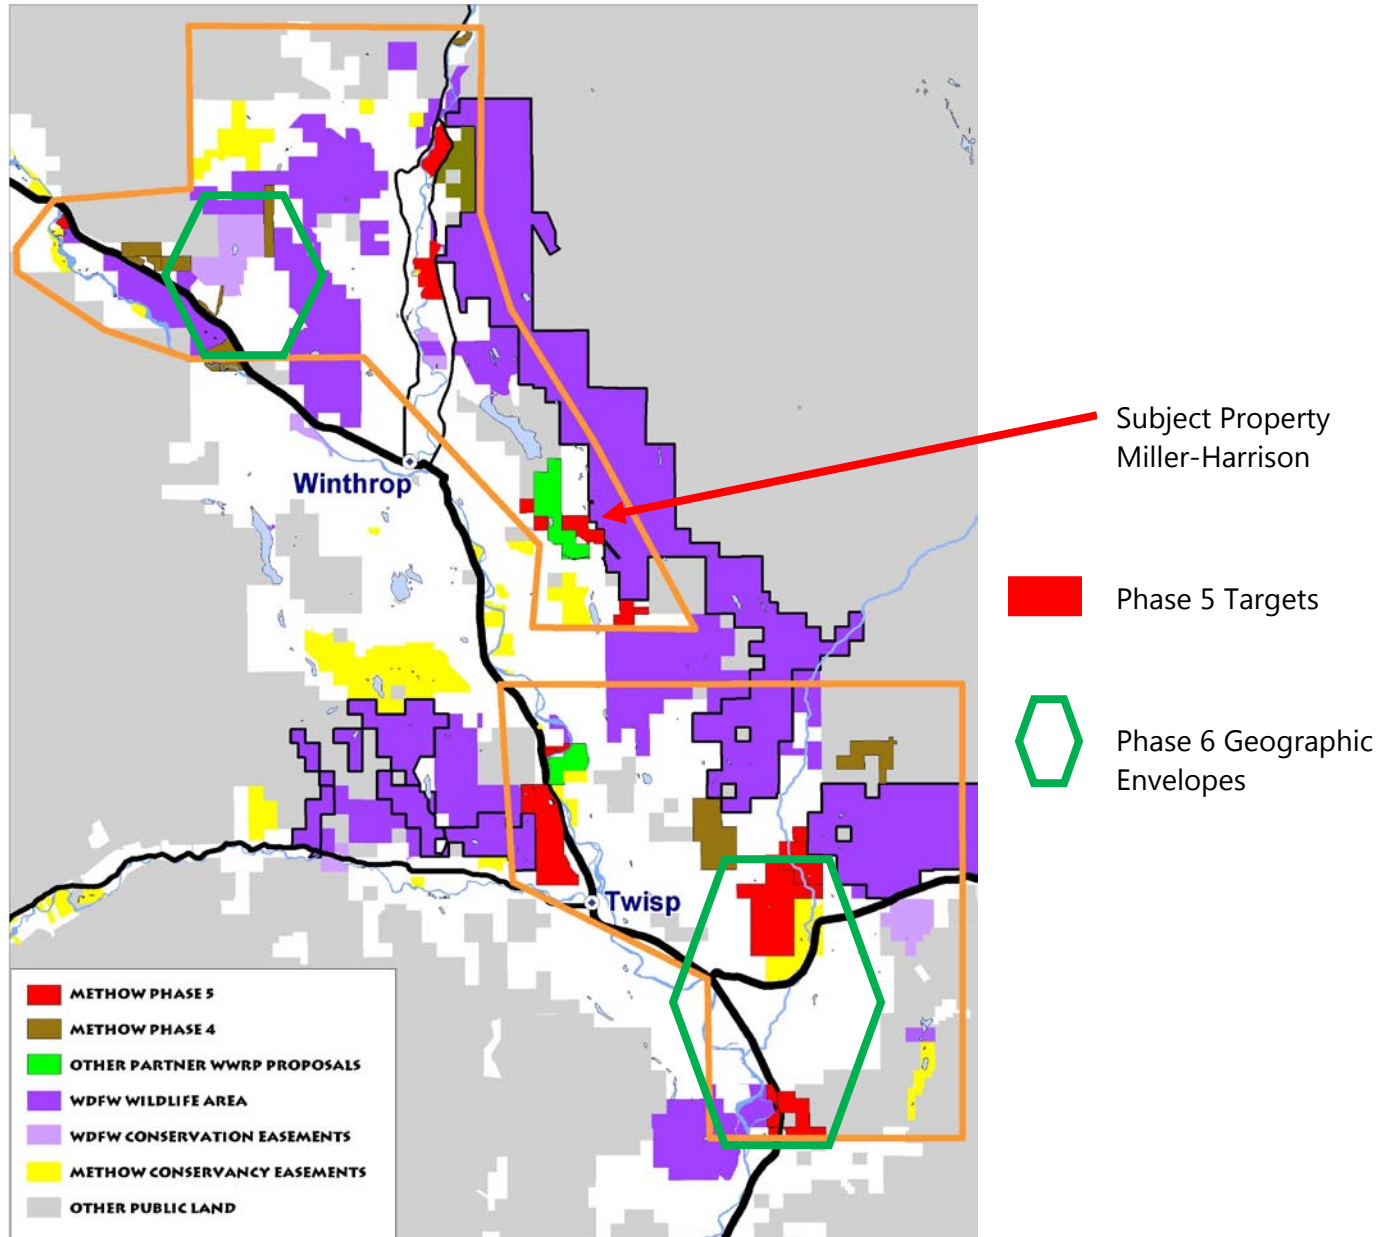 Winthrop
Subject Property
Miller-Harrison
Phase 5 Targets
Phase 6 Geographic
Envelopes
Twisp
METHOW PHASE 5
METHOW PHASE 4
OTHER PARTNER WWRP PROPOSALS
WDFW WILDLIFE AREA
WDFW CONSERVATION EASEMENTS
METHOW CONSERVANCY EASEMENTS
OTHER PUBLIC LAND